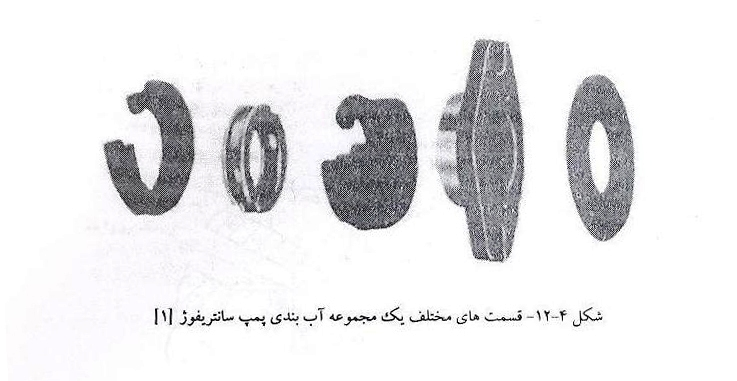 شکل ۴-۱۲- قسمت های مختلف یک مجموعه آب بندی پمپ سانتریفوژ [۱]